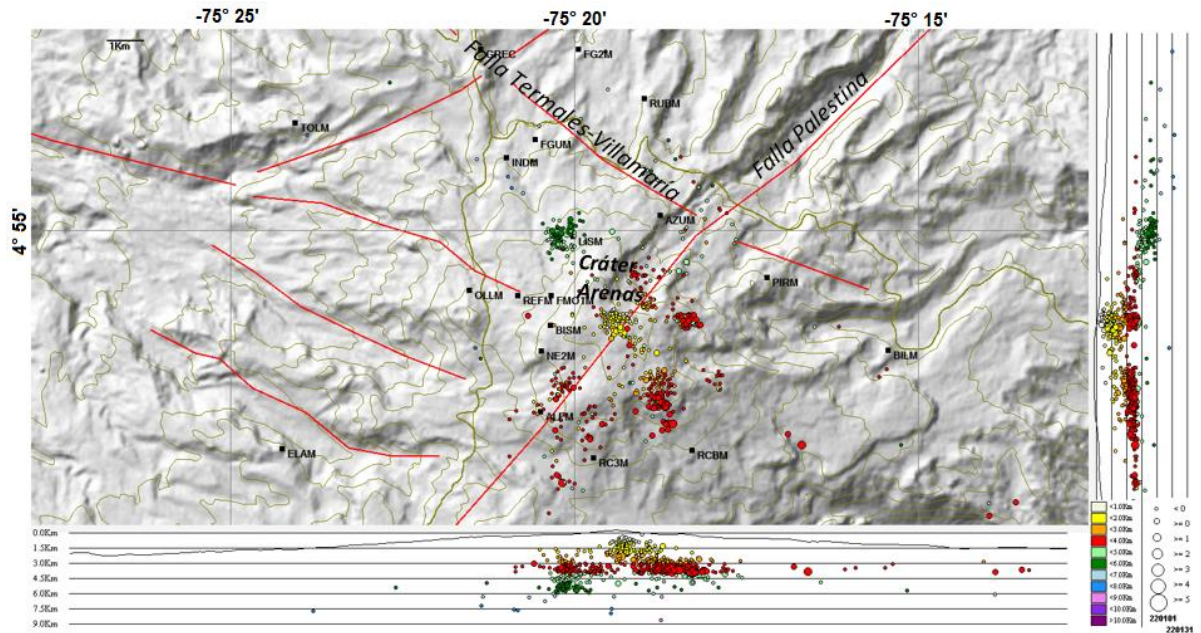 -75° 25'
-75° 20'
-75° 15'
1Km
GREC
FG2M
Falla Termales-Villamaria
RUBM
Falla Palestina
TOLM
FGUM
INDM
4° 55
AZUM
LISM
Cráter
Arenas
PIRM
OLLM
REFM
FMO1
BISM
NE2M
BILM
ALPM
ELAM
RC3M
RCBM
0.0Km
1.5Km
3.0Km
4.5Km
6.0Km
7.5Km
9.0Km
<1.0Km
<2.0Km
<3.0Km
<4.0Km
<5.0Km
<6.0Km
<7.0Km
<8.0Km
<9.0Km
<10.0Km
>10.0Km
< 0
>= 0
>= 1
>= 2
>= 3
>= 4
>= 5
220101
220131